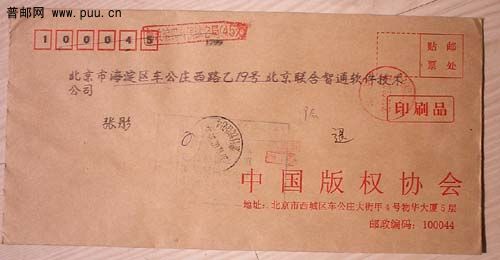 普邮网
www.puu.cn
100045
贴邮
票处
北京市海淀区车公庄西路乙19号 北京联合智通软件技术
公司
印刷品
张彤
退
中国版权协会
地址：北京市西城区车公庄大街甲4号物华大厦5层
邮政编码：100044